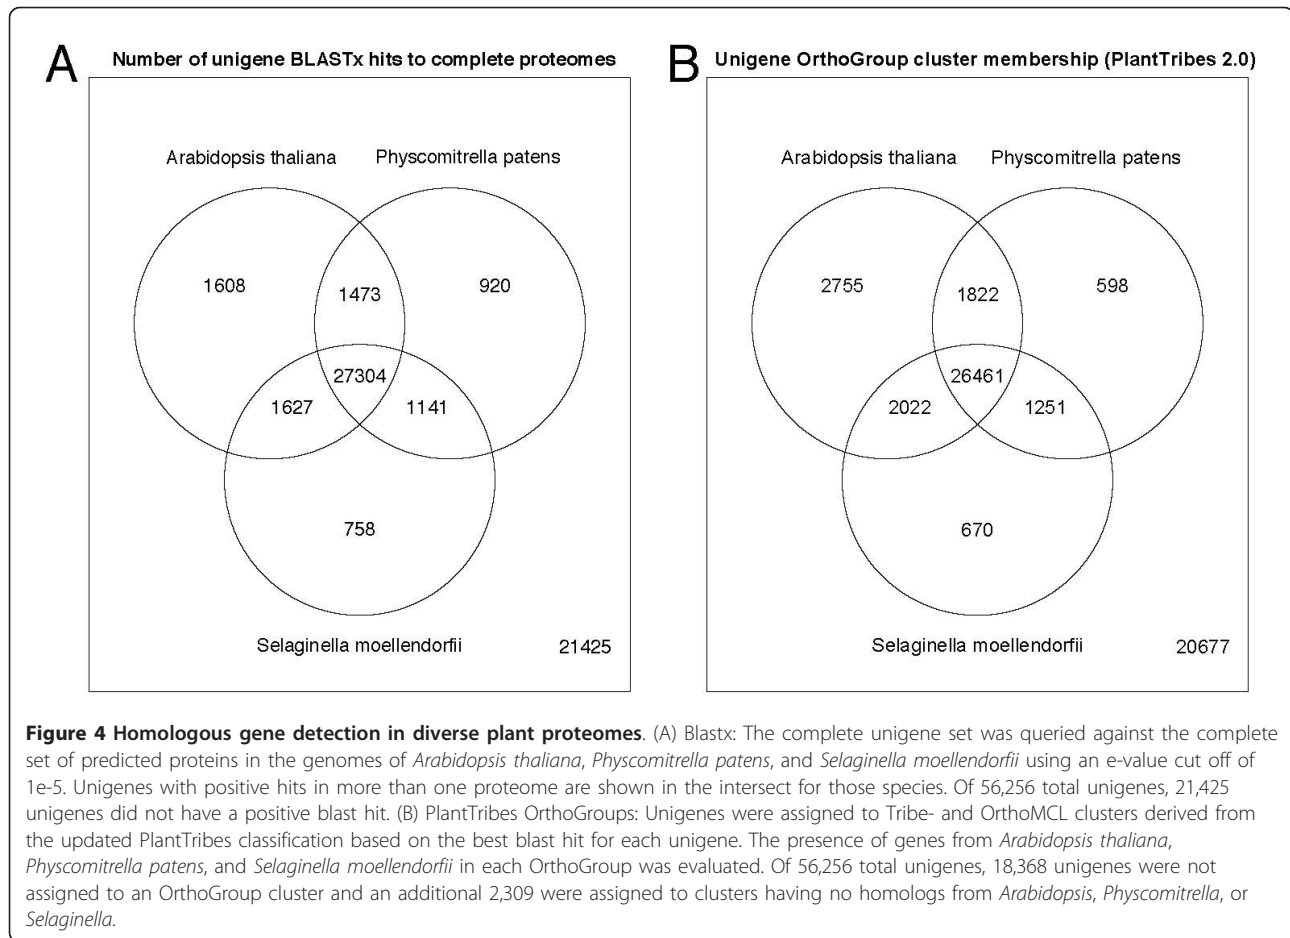 A
Number of unigene BLASTx hits to complete proteomes
Arabidopsis thaliana
Physcomitrella patens
1608
1473
920
27304
1627
1141
758
Selaginella moellendorfii
21425
B
Unigene OrthoGroup cluster membership (PlantTribes 2.0)
Arabidopsis thaliana
Physcomitrella patens
2755
1822
598
26461
2022
1251
670
Selaginella moellendorfii
20677
Figure 4 Homologous gene detection in diverse plant proteomes. (A) Blastx: The complete unigene set was queried against the complete
set of predicted proteins in the genomes of Arabidopsis thaliana, Physcomitrella patens, and Selaginella moellendorfii using an e-value cut off of
1e-5. Unigenes with positive hits in more than one proteome are shown in the intersect for those species. Of 56,256 total unigenes, 21,425
unigenes did not have a positive blast hit. (B) PlantTribes OrthoGroups: Unigenes were assigned to Tribe- and OrthoMCL clusters derived from
the updated PlantTribes classification based on the best blast hit for each unigene. The presence of genes from Arabidopsis thaliana,
Physcomitrella patens, and Selaginella moellendorfii in each OrthoGroup was evaluated. Of 56,256 total unigenes, 18,368 unigenes were not
assigned to an OrthoGroup cluster and an additional 2,309 were assigned to clusters having no homologs from Arabidopsis, Physcomitrella, or
Selaginella.